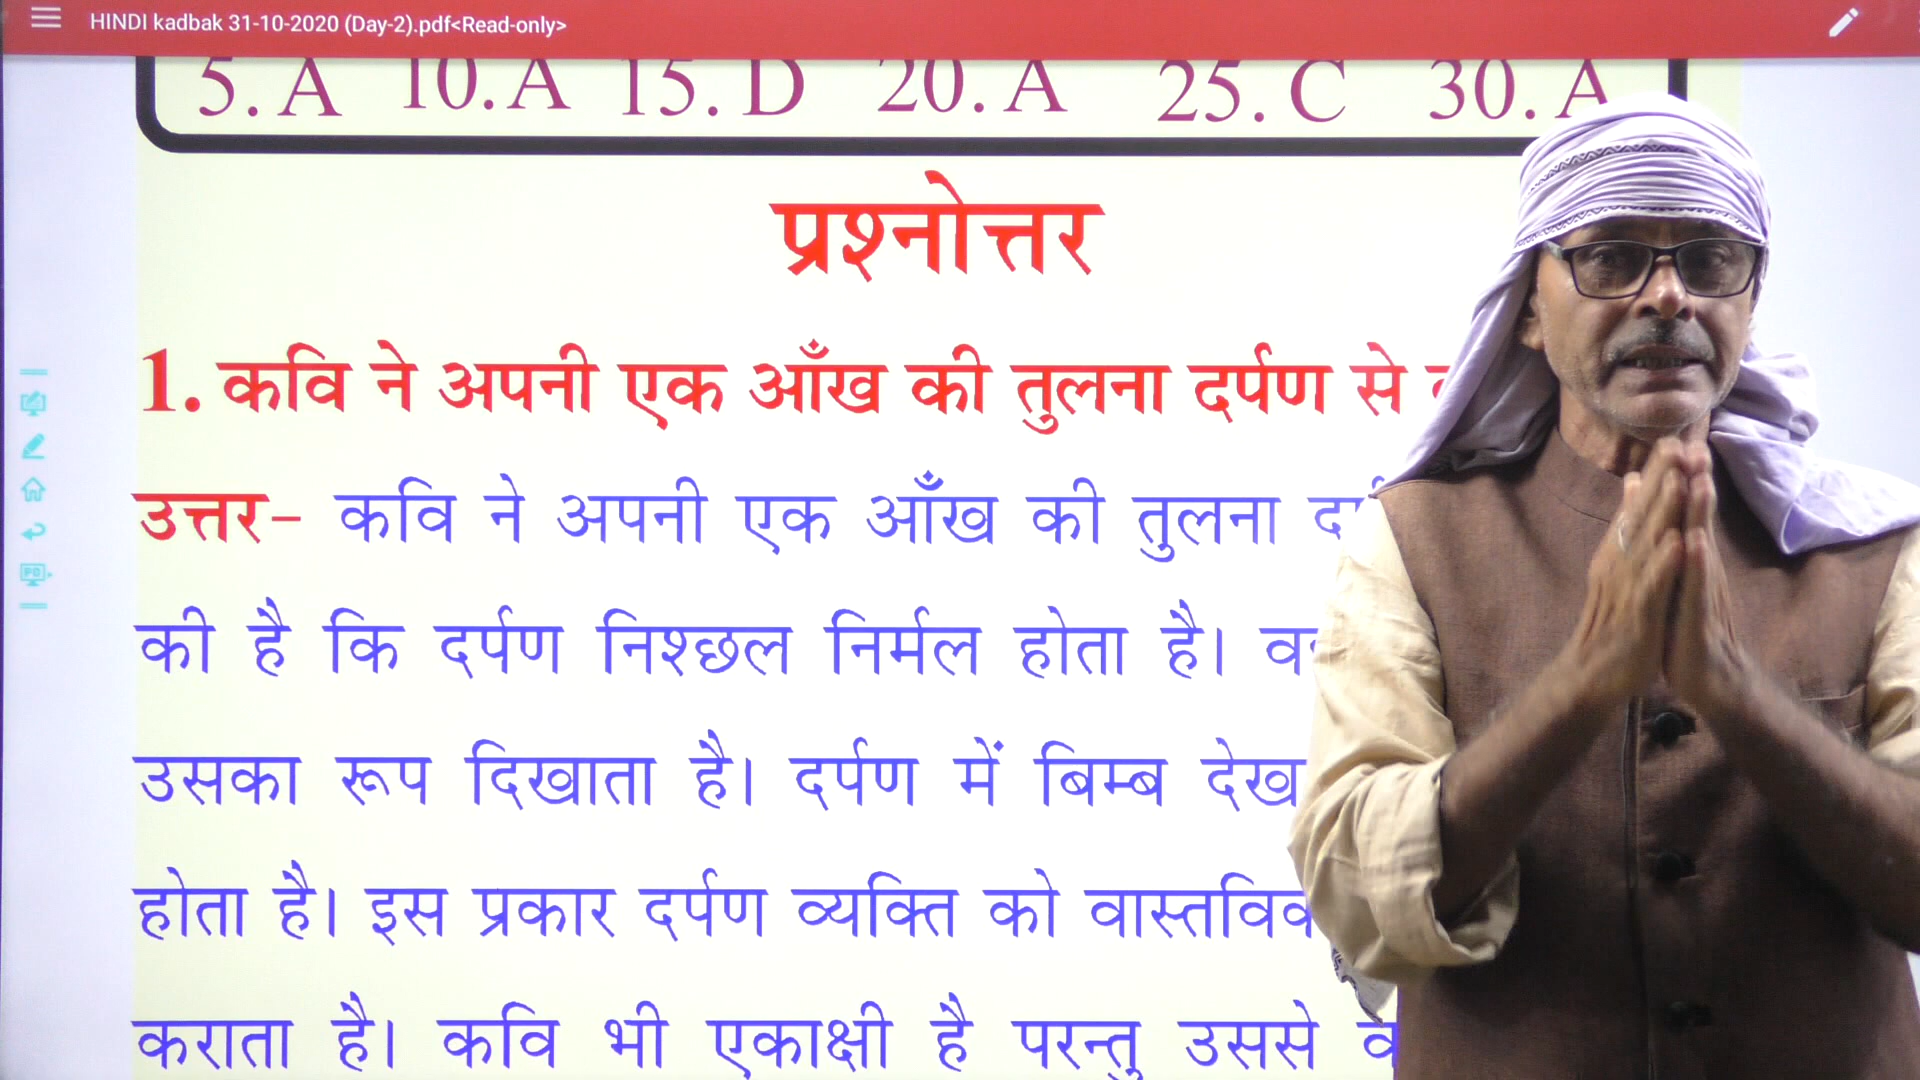 HINDI kadbak 31-10-2020 (Day-2).pdf<Read-only>
5. A 10. A 15. D 20. A 25. C 30. A
प्रश्नोत्तर
1. कवि ने अपनी एक आँख की तुलना दर्पण से
उत्तर- कवि ने अपनी एक आँख की तुलना
की है कि दर्पण निश्छल निर्मल होता है।
उसका रूप दिखाता है। दर्पण में बिम्ब देख
होता है। इस प्रकार दर्पण व्यक्ति को
कराता है। कवि भी एकाक्षी है परन्तु उससे